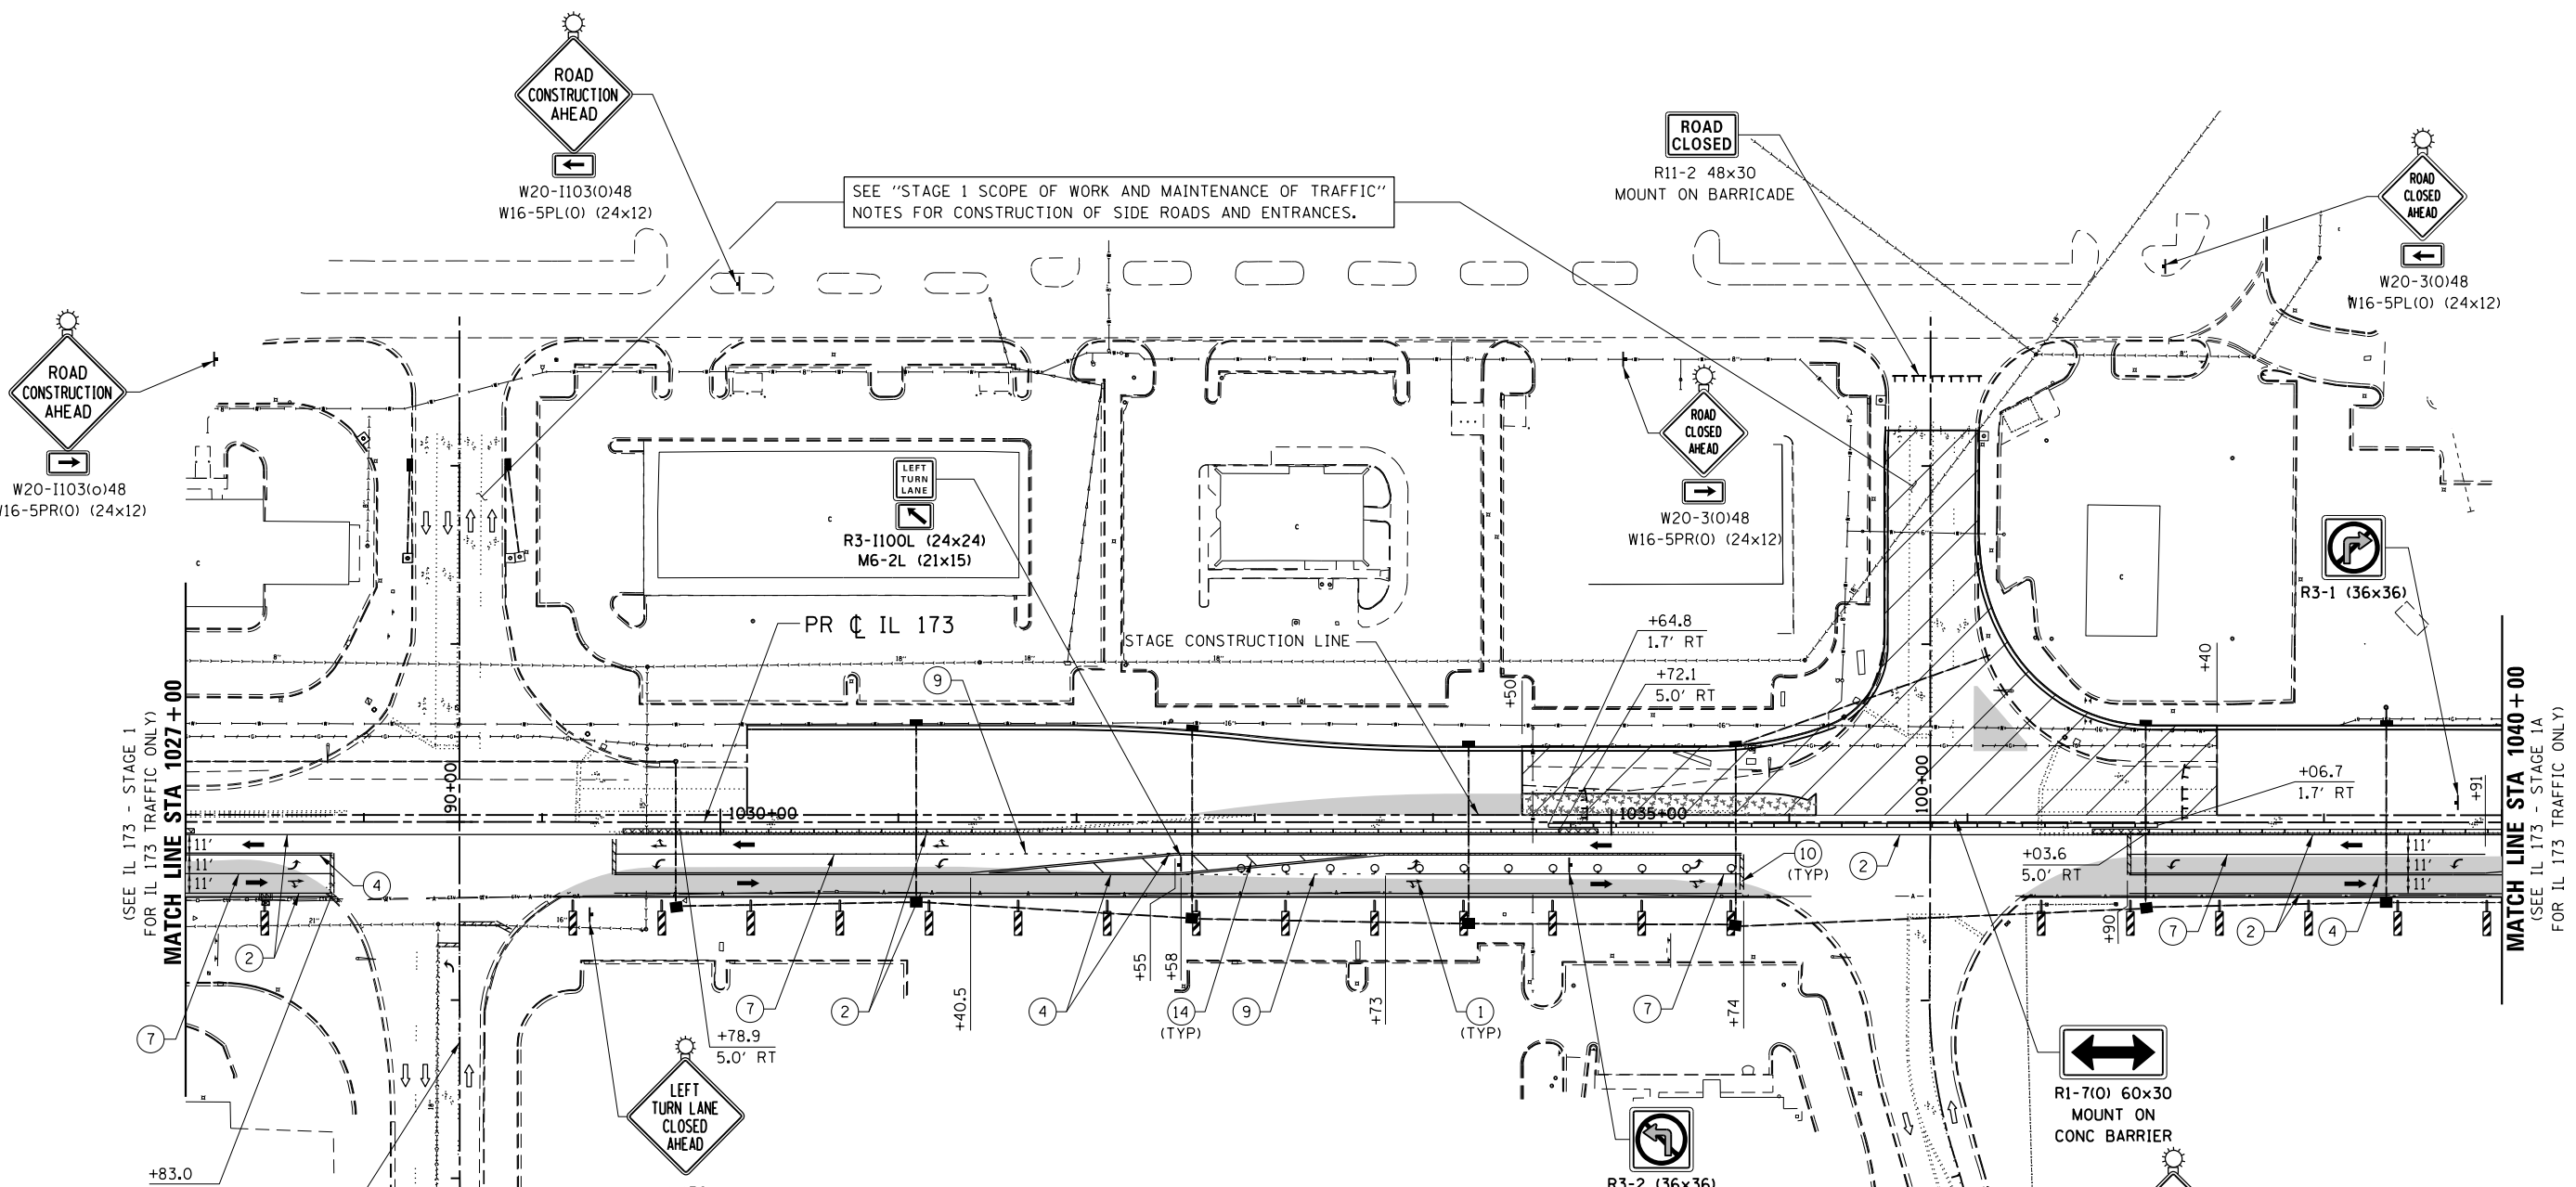 ROAD
CONSTRUCTION
AHEAD
W20-I103(O)48
W16-5PL(O) (24x12)
SEE "STAGE 1 SCOPE OF WORK AND MAINTENANCE OF TRAFFIC"
NOTES FOR CONSTRUCTION OF SIDE ROADS AND ENTRANCES.
ROAD
CLOSED
R11-2 48x30
MOUNT ON BARRICADE
ROAD
CLOSED
AHEAD
W20-3(O)48
W16-5PL(O) (24x12)
ROAD
CONSTRUCTION
AHEAD
W20-I103(o)48
W16-5PR(O) (24x12)
LEFT
TURN
LANE
R3-I100L (24x24)
M6-2L (21x15)
ROAD
CLOSED
AHEAD
W20-3(O)48
W16-5PR(O) (24x12)
R3-1 (36x36)
PR ℄ IL 173
STAGE CONSTRUCTION LINE
+64.8
1.7' RT
+72.1
5.0' RT
+50
+40
9
(SEE IL 173 - STAGE 1
FOR IL 173 TRAFFIC ONLY)
MATCH LINE STA 1027+00
90+00
1030+00
1035+00
100+00
+06.7
1.7' RT
+91
MATCH LINE STA 1040+00
(SEE IL 173 - STAGE 1A
FOR IL 173 TRAFFIC ONLY)
11'
11'
11'
4
10
(TYP)
2
+03.6
5.0' RT
11'
11'
11'
2
7
7
2
+40.5
4
+55
+58
14
(TYP)
9
+73
1
(TYP)
7
+74
+90
7
2
4
+78.9
5.0' RT
LEFT
TURN LANE
CLOSED
AHEAD
R1-7(O) 60x30
MOUNT ON
CONC BARRIER
+83.0
R3-2 (36x36)